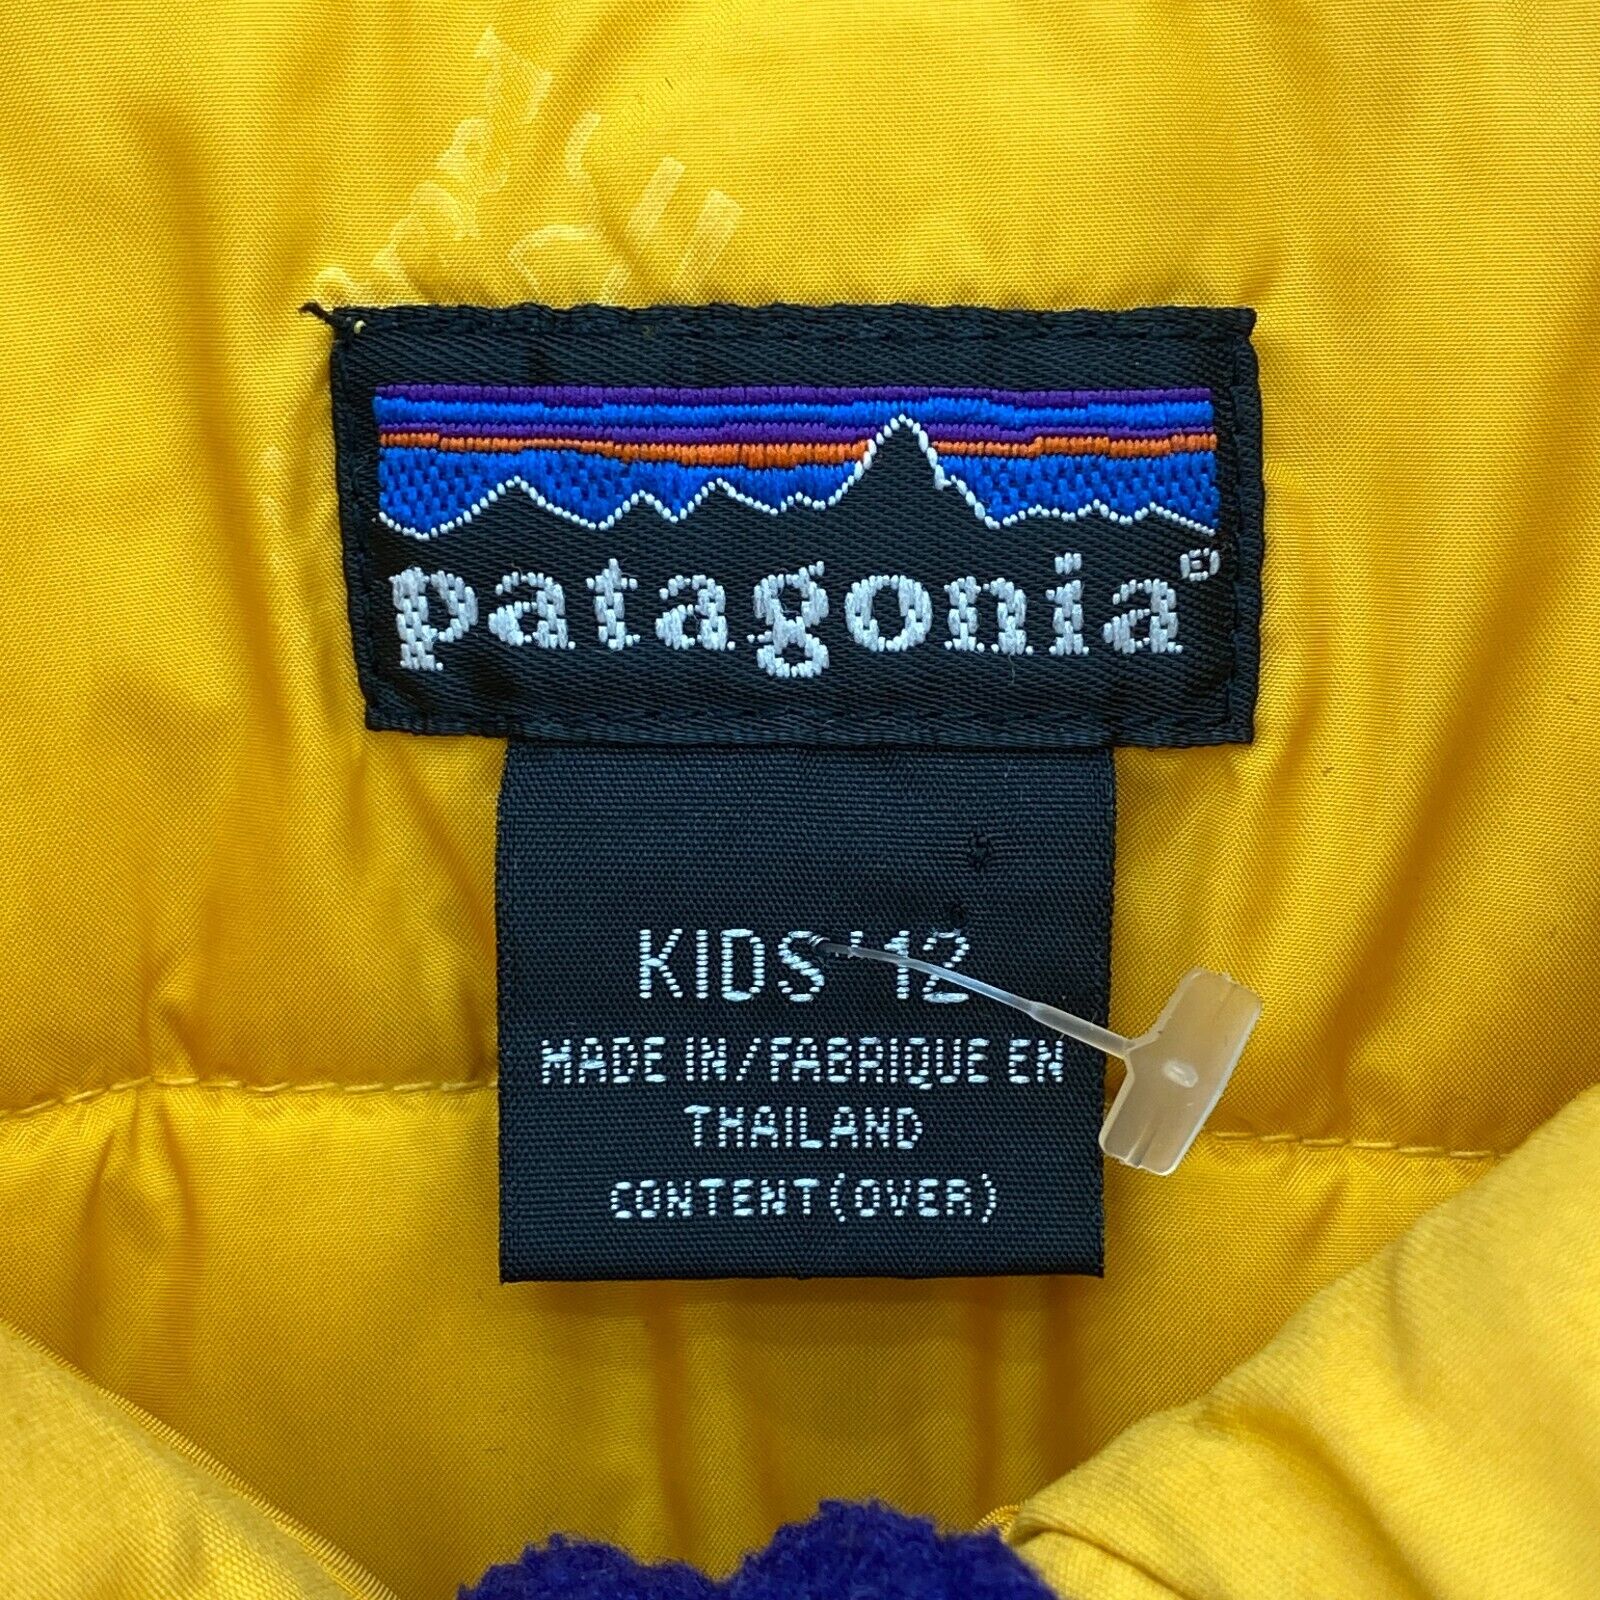 patagonia®
KIDS' 12
MADE IN/FABRIQUE EN
THAILAND
CONTENT (OVER)